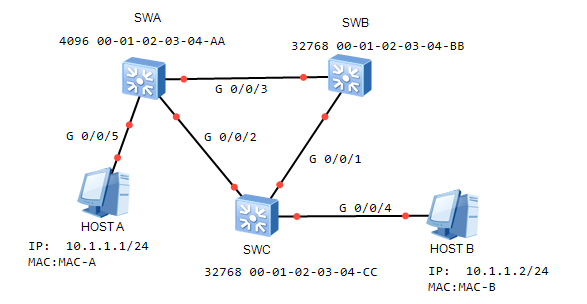 SWA
4096 00-01-02-03-04-AA
SWB
32768 00-01-02-03-04-BB
G 0/0/3
G 0/0/5
G 0/0/2
G 0/0/1
G 0/0/4
HOST A
IP: 10.1.1.1/24
MAC:MAC-A
SWC
32768 00-01-02-03-04-CC
HOST B
IP: 10.1.1.2/24
MAC:MAC-B